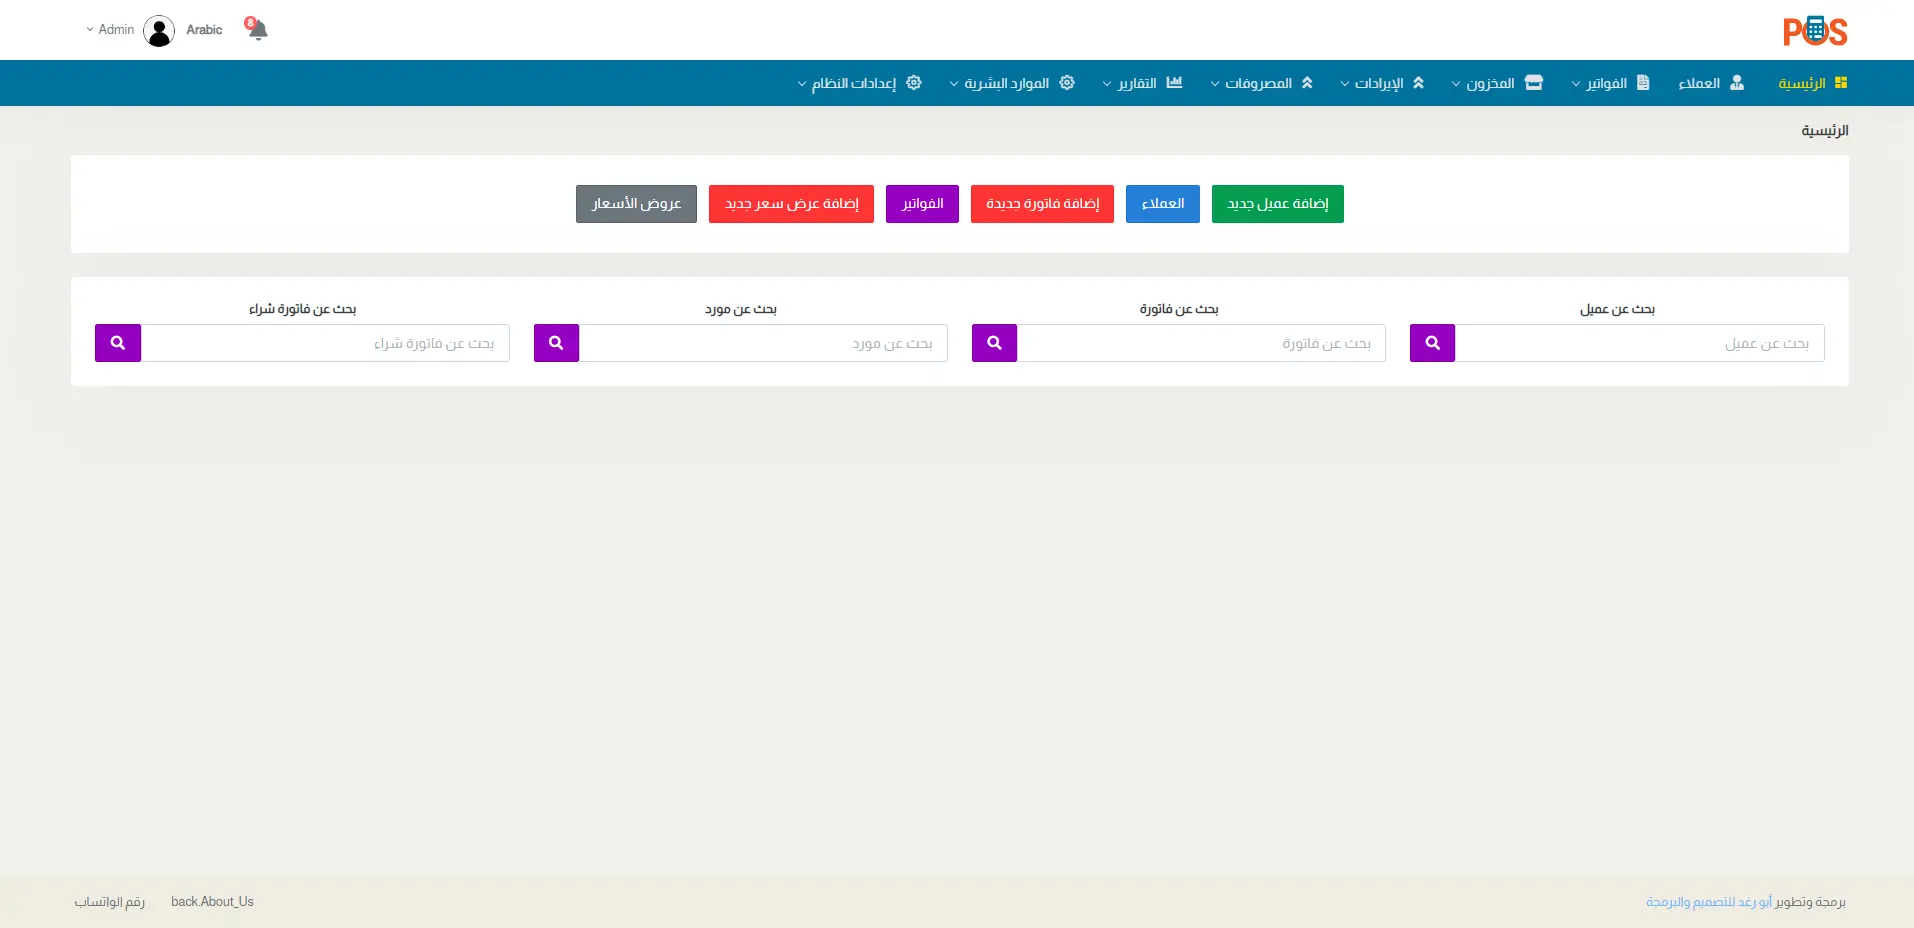 POS
8
Arabic
Admin
الرئيسية العملاء الفواتير المخزون الإيرادات المصروفات التقارير الموارد البشرية إعدادات النظام
الرئيسية
إضافة عميل جديد العملاء إضافة فاتورة جديدة الفواتير إضافة عرض سعر جديد عروض الأسعار
بحث عن عميل بحث عن فاتورة بحث عن مورد بحث عن فاتورة شراء
بحث عن عميل بحث عن فاتورة بحث عن مورد بحث عن فاتورة شراء
برمجة وتطوير أبو رغد للتصميم والبرمجة
back.About_Us
رقم الواتساب